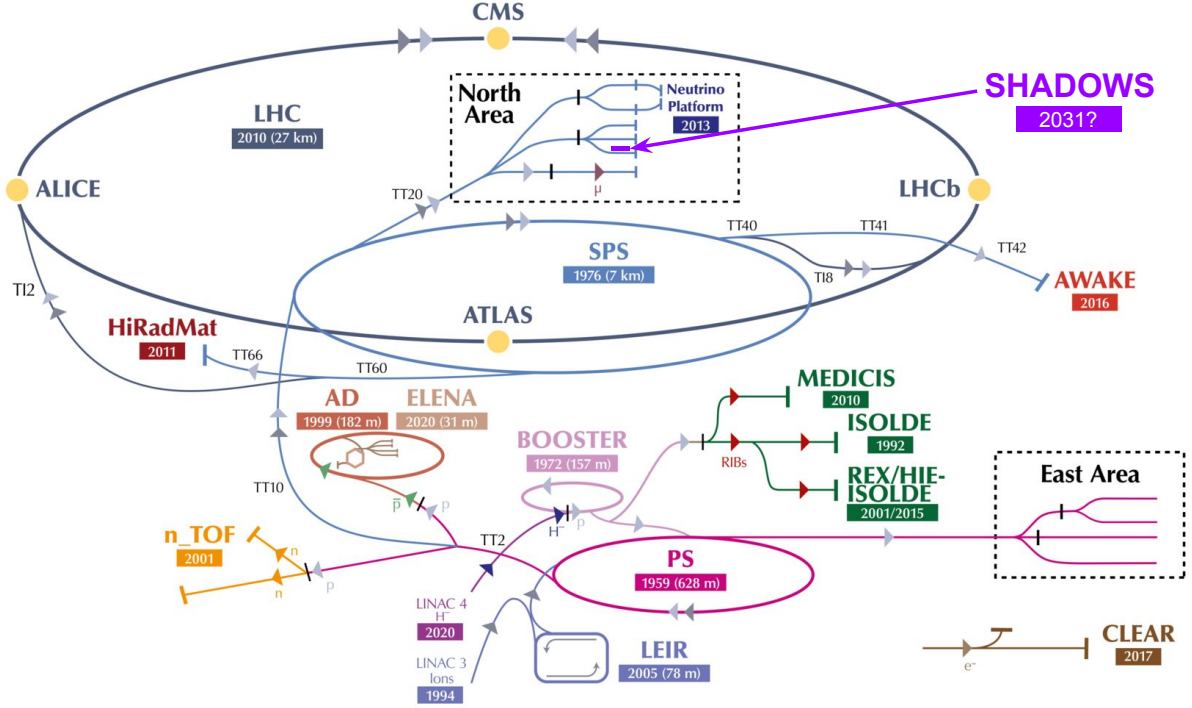 CMS
North
Area
Neutrino
Platform
2013
SHADOWS
2031?
LHC
2010 (27 km)
ALICE
LHCb
TT20
μ
TT40
TT41
TT42
SPS
1976 (7 km)
TI8
TI2
AWAKE
2016
ATLAS
HiRadMat
2011
TT66
TT60
AD
1999 (182 m)
ELENA
2020 (31 m)
MEDICIS
2010
ISOLDE
1992
BOOSTER
1972 (157 m)
RIBs
REX/HIE-
ISOLDE
2001/2015
East Area
TT10
p̅
p
H⁻
p
n_TOF
2001
n
n
p
TT2
PS
1959 (628 m)
LINAC 4
H⁻
2020
LINAC 3
Ions
1994
LEIR
2005 (78 m)
e⁻
CLEAR
2017